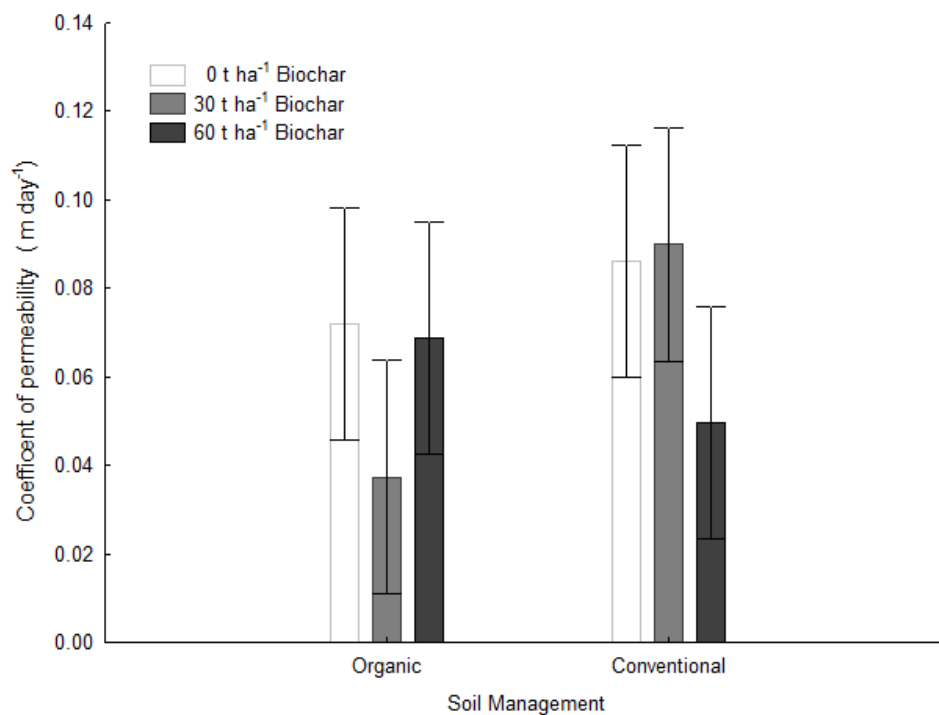 0.14
0.12
0.10
0.08
0.06
0.04
0.02
0.00
Coefficent of permeability ( m day⁻¹)
0 t ha⁻¹ Biochar
30 t ha⁻¹ Biochar
60 t ha⁻¹ Biochar
Organic Conventional
Soil Management